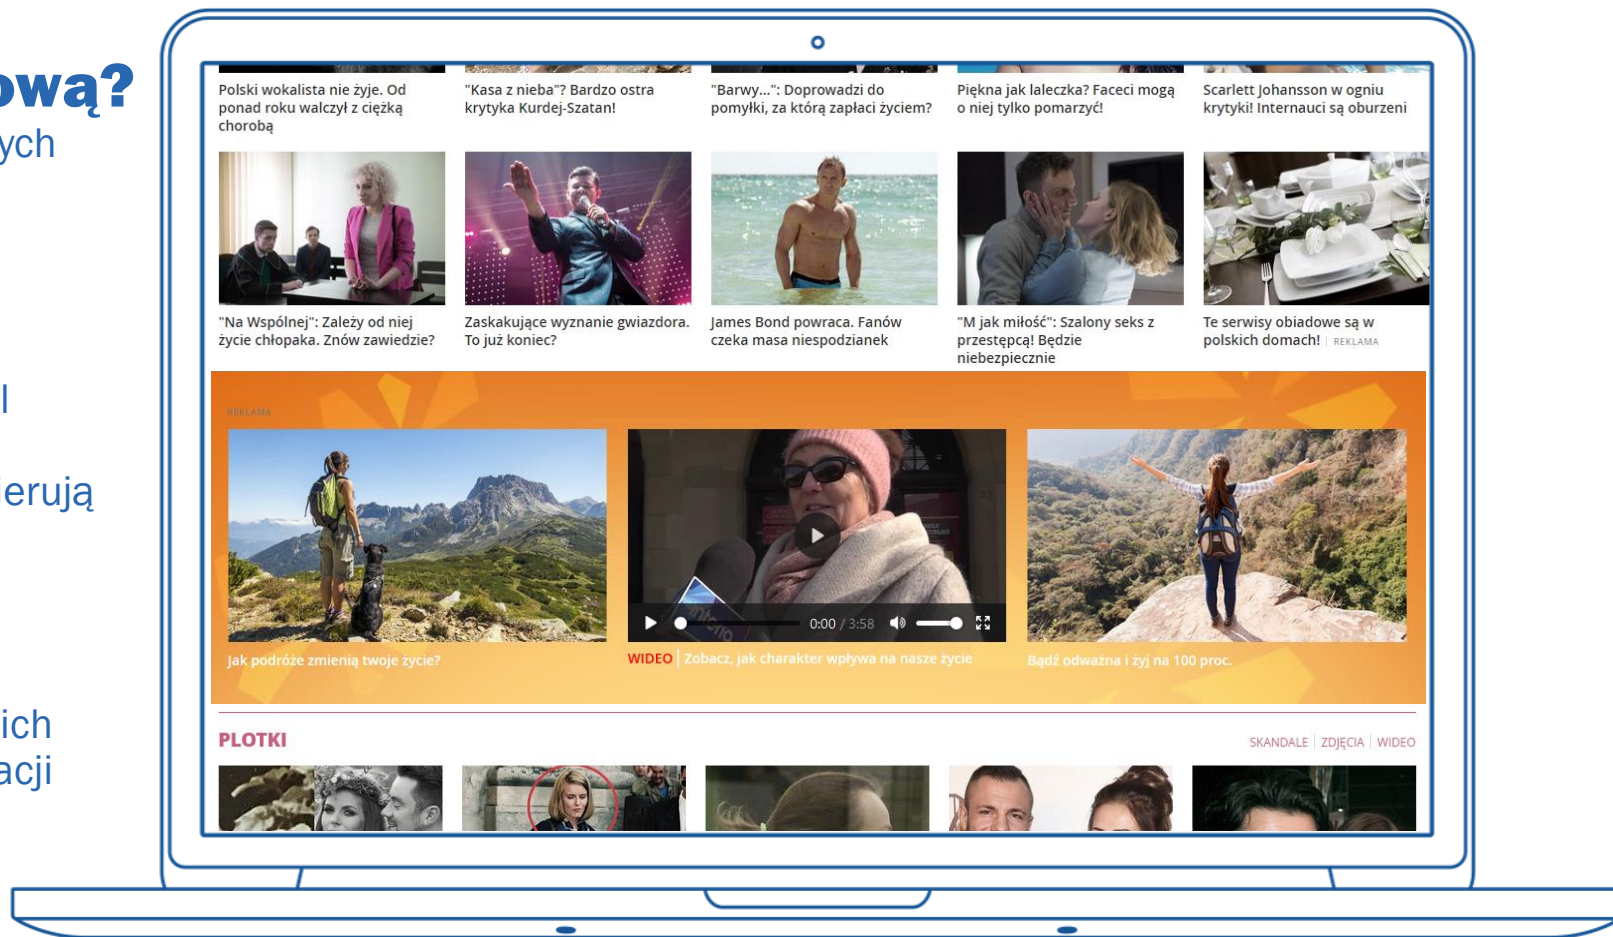 ową?
ych
l
ierują
ich
acji
Polski wokalista nie żyje. Od
ponad roku walczył z ciężką
chorobą
"Kasa z nieba"? Bardzo ostra
krytyka Kurdej-Szatan!
"Barwy...": Doprowadzi do
pomyłki, za którą zapłaci życiem?
Piękna jak laleczka? Faceci mogą
o niej tylko pomarzyć!
Scarlett Johansson w ogniu
krytyki! Internauci są oburzeni
"Na Wspólnej": Zależy od niej
życie chłopaka. Znów zawiedzie?
Zaskakujące wyznanie gwiazdora.
To już koniec?
James Bond powraca. Fanów
czeka masa niespodzianek
"M jak miłość": Szalony seks z
przestępcą! Będzie
niebezpiecznie
Te serwisy obiadowe są w
polskich domach! | REKLAMA
REKLAMA
interia
0:00 / 3:58
Jak podróże zmienią twoje życie?
WIDEO | Zobacz, jak charakter wpływa na nasze życie
Bądź odważna i żyj na 100 proc.
PLOTKI
SKANDALE | ZDJĘCIA | WIDEO